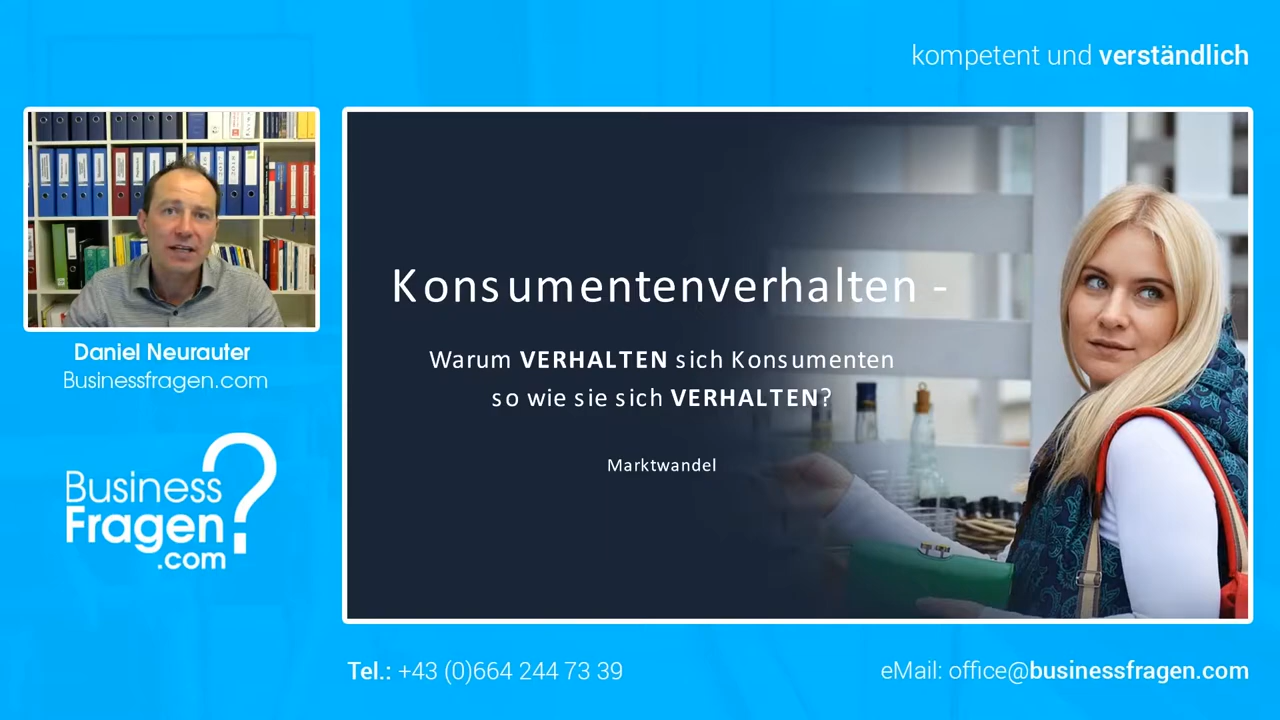 kompetent und verständlich
Daniel Neurauter
Businessfragen.com
Business
Fragen
.com
?
Konsumentenverhalten -
Warum VERHALTEN sich Konsumenten
so wie sie sich VERHALTEN?
Marktwandel
Tel.: +43 (0)664 244 73 39
eMail: office@businessfragen.com